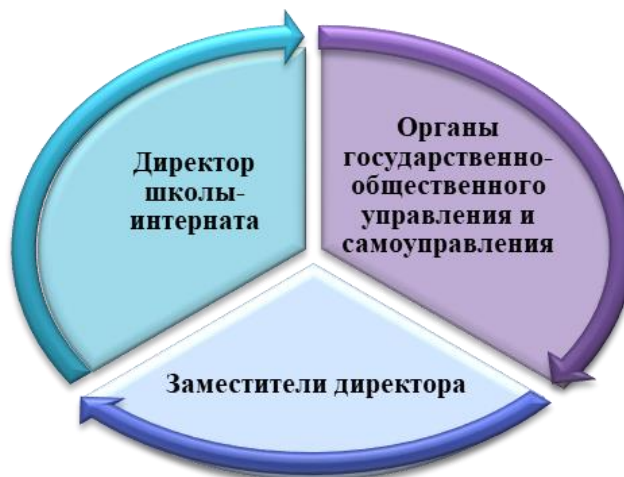 Директор
школы-
интерната
Органы
государственно-
общественного
управления и
самоуправления
Заместители директора